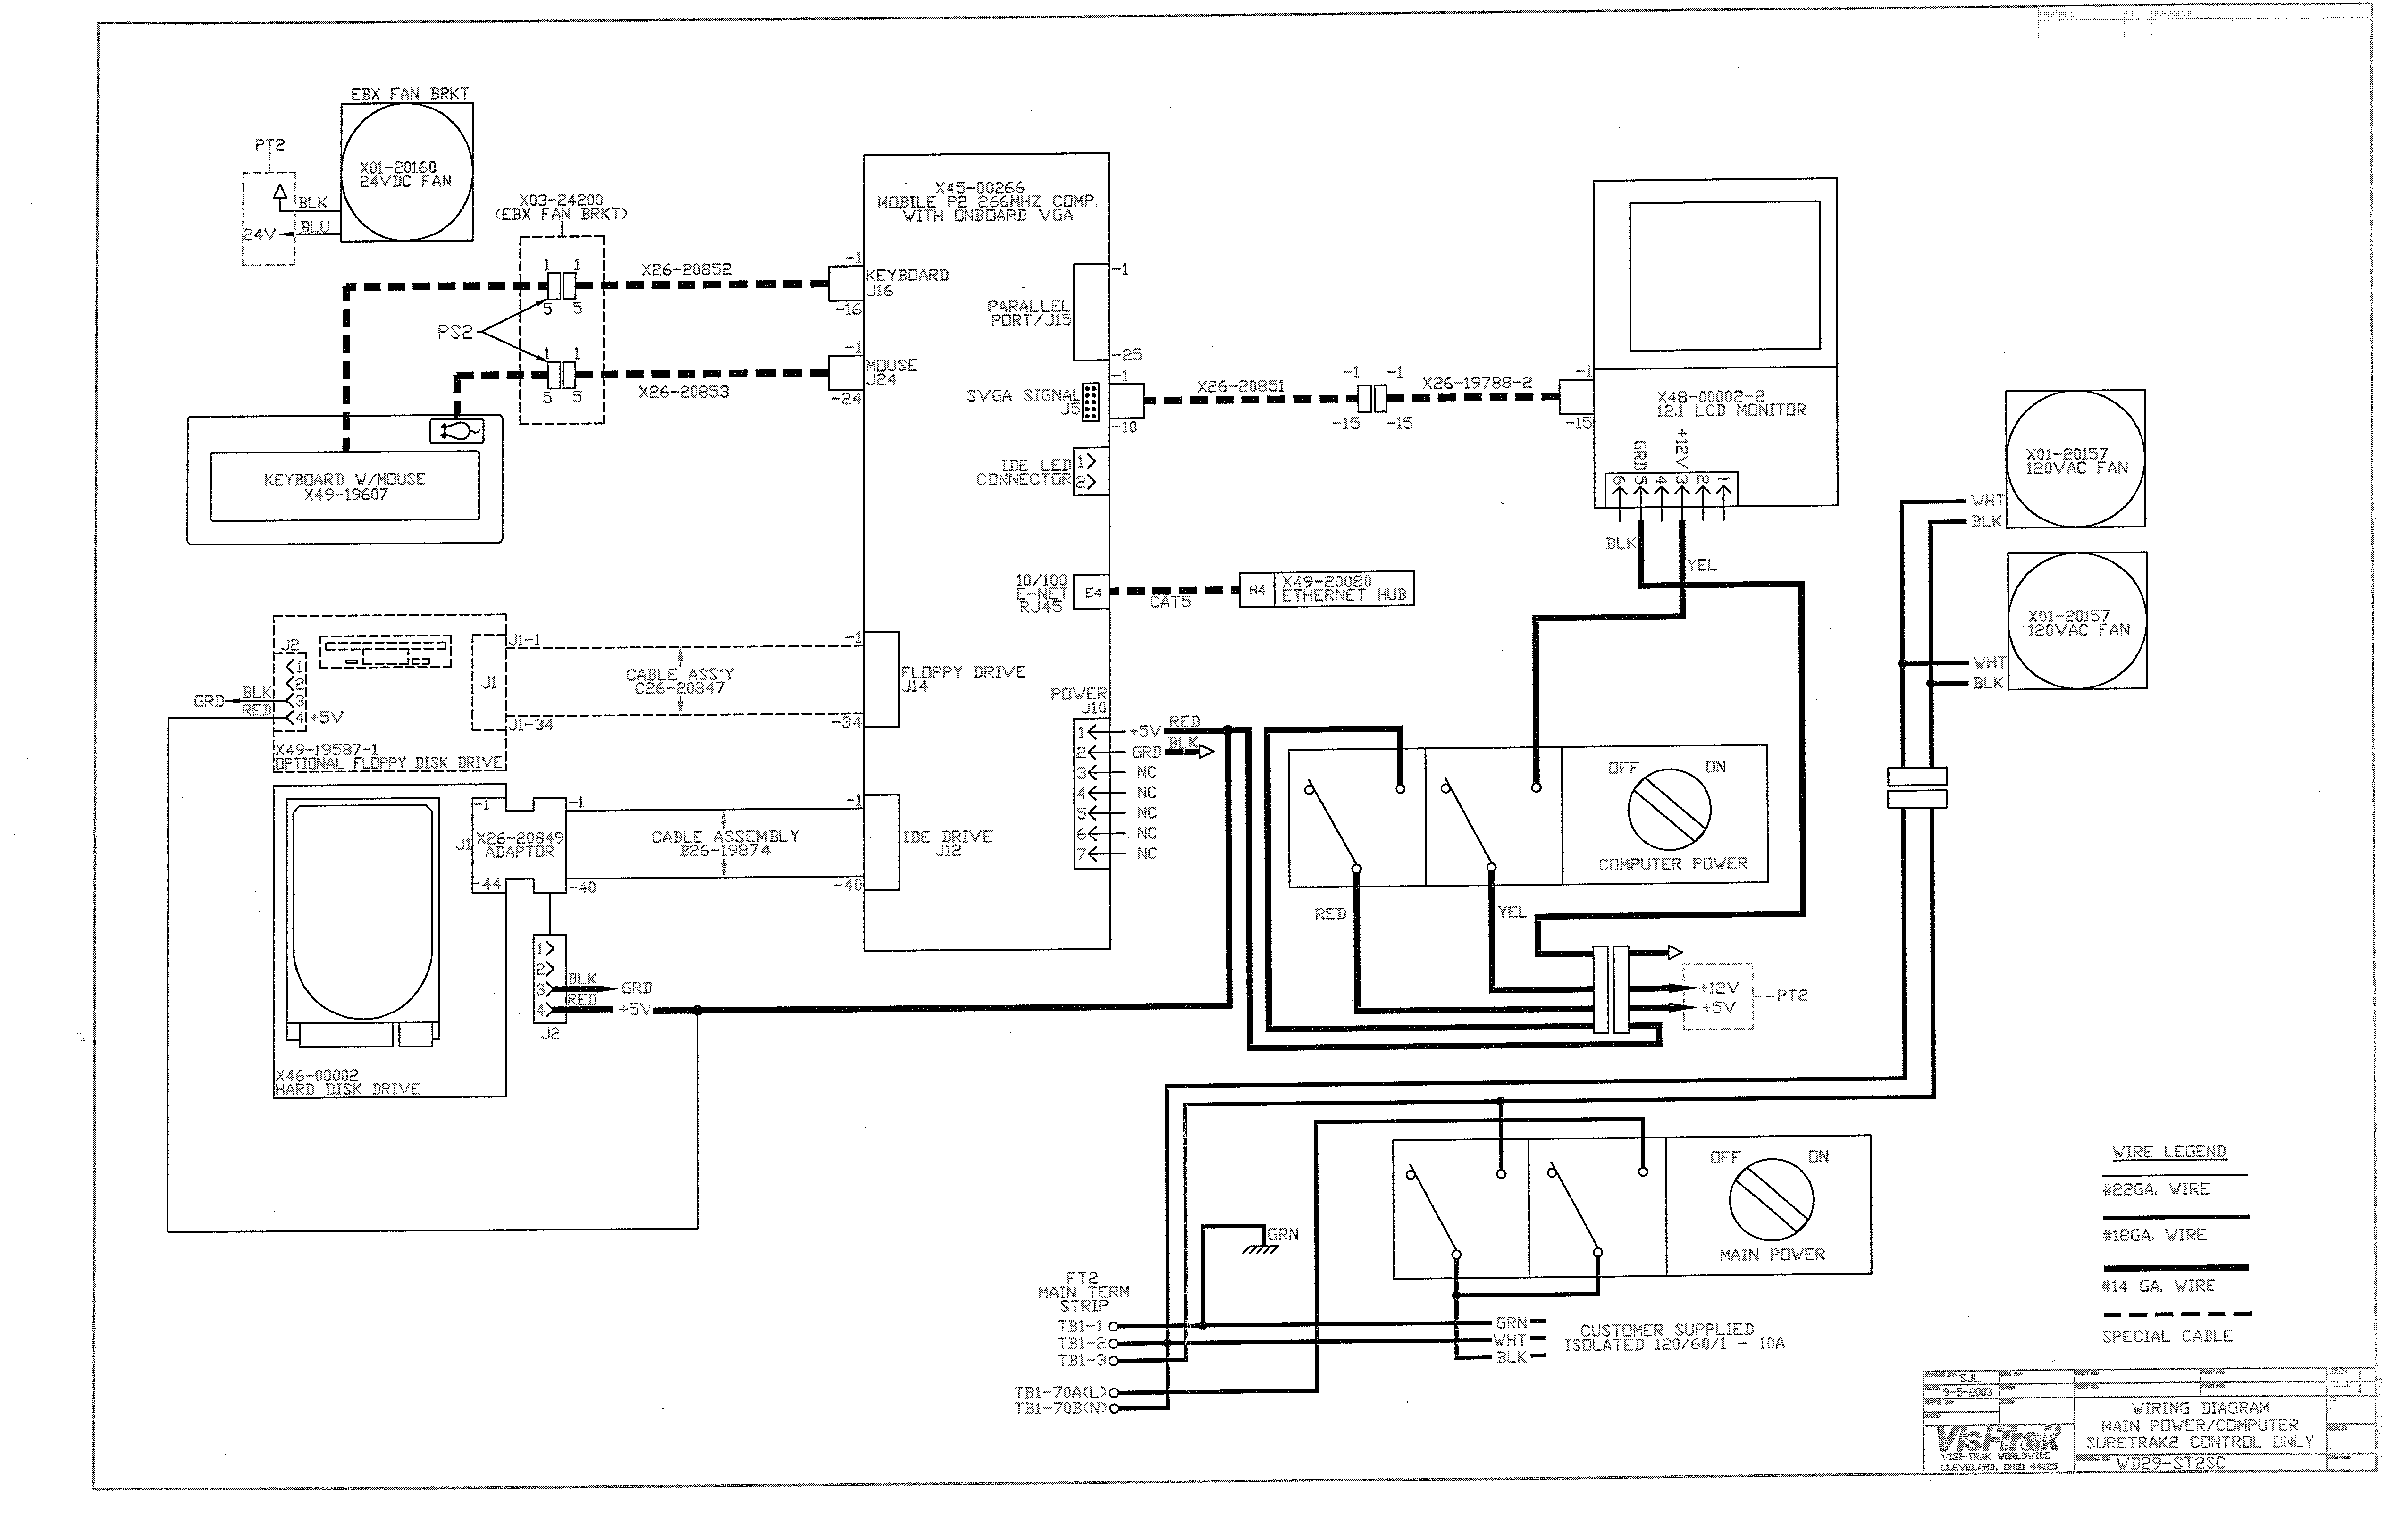 EBX FAN BRKT
PT2
X01-20160
24VDC FAN
BLK
24V
BLU
X03-24200
(EBX FAN BRKT)
1 1
X26-20852
5 5
PS2
1 1
X26-20853
5 5
KEYBOARD W/MOUSE
X49-19607
X45-00266
MOBILE P2 266MHZ COMP.
WITH ONBOARD VGA
-1
KEYBOARD
J16
-16
-1
MOUSE
J24
-24
-1
PARALLEL
PORT/J15
-25
-1
SVGA SIGNAL
J5
-10
X26-20851
-1 -1
-15 -15
X26-19788-2
-1
-15
X48-00002-2
12.1 LCD MONITOR
GRD
+12V
6 5 4 3 2 1
BLK
YEL
IDE LED
CONNECTOR
1
2
10/100
E-NET
RJ45
E4
CAT5
H4
X49-20080
ETHERNET HUB
X01-20157
120VAC FAN
WHT
BLK
X01-20157
120VAC FAN
WHT
BLK
J2
1
2
3
4
+5V
GRD
BLK
RED
J1
J1-1
J1-34
X49-19587-1
OPTIONAL FLOPPY DISK DRIVE
CABLE ASS'Y
C26-20847
-1
FLOPPY DRIVE
J14
-34
POWER
J10
1 +5V RED
2 GRD BLK
3 NC
4 NC
5 NC
6 NC
7 NC
-1 -1
J1
X26-20849
ADAPTOR
-44 -40
CABLE ASSEMBLY
B26-19874
-1
IDE DRIVE
J12
-40
1
2
3 BLK GRD
4 RED +5V
J2
X46-00002
HARD DISK DRIVE
OFF ON
COMPUTER POWER
RED
YEL
+12V
+5V
PT2
OFF ON
MAIN POWER
GRN
FT2
MAIN TERM
STRIP
TB1-1
TB1-2
TB1-3
TB1-70A(L)
TB1-70B(N)
GRN
WHT
BLK
CUSTOMER SUPPLIED
ISOLATED 120/60/1 - 10A
WIRE LEGEND
#22GA. WIRE
#18GA. WIRE
#14 GA. WIRE
SPECIAL CABLE
SJL
9-5-2003
1
1
Visi-Trak
VISI-TRAK WORLDWIDE
CLEVELAND, OHIO 44125
WIRING DIAGRAM
MAIN POWER/COMPUTER
SURETRAK2 CONTROL ONLY
WD29-ST2SC